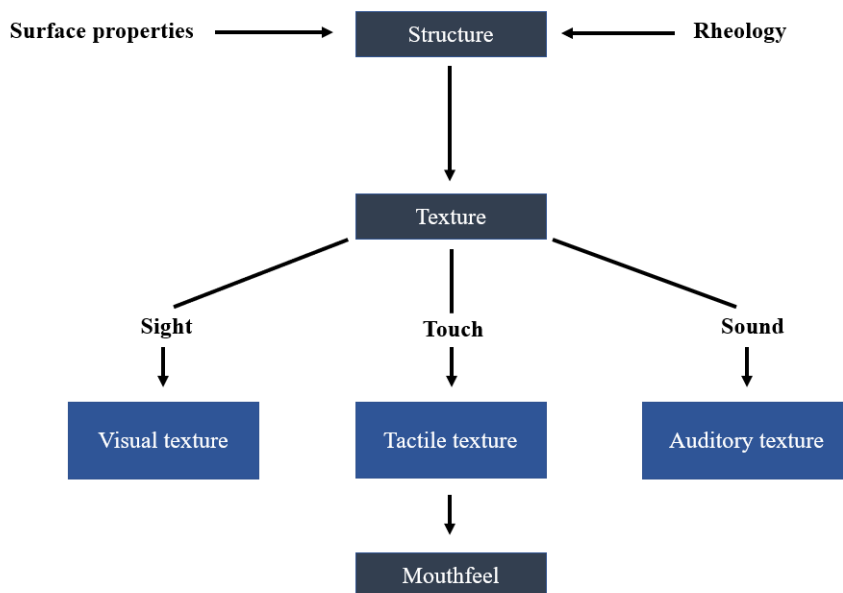 Surface properties
Structure
Rheology
Texture
Sight
Touch
Sound
Visual texture
Tactile texture
Auditory texture
Mouthfeel